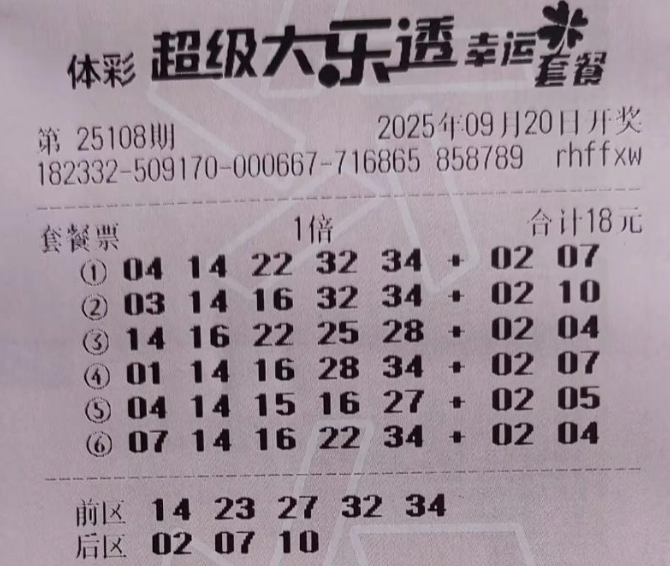 体彩 超级大乐透 幸运套餐
第 25108期 2025年09月20日开奖
182332-509170-000667-716865 858789 rhffxw
套餐票 1倍 合计18元
① 04 14 22 32 34 + 02 07
② 03 14 16 32 34 + 02 10
③ 14 16 22 25 28 + 02 04
④ 01 14 16 28 34 + 02 07
⑤ 04 14 15 16 27 + 02 05
⑥ 07 14 16 22 34 + 02 04
前区 14 23 27 32 34
后区 02 07 10